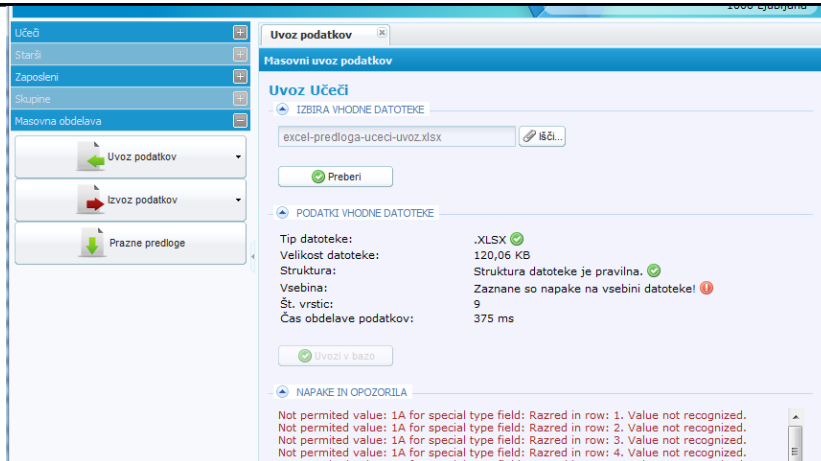 1000 Ljubljana
Učeči
Starši
Zaposleni
Skupine
Masovna obdelava
Uvoz podatkov
Izvoz podatkov
Prazne predloge
Uvoz podatkov
Masovni uvoz podatkov
Uvoz Učeči
IZBIRA VHODNE DATOTEKE
excel-predloga-uceci-uvoz.xlsx Išči...
Preberi
PODATKI VHODNE DATOTEKE
Tip datoteke: .XLSX
Velikost datoteke: 120,06 KB
Struktura: Struktura datoteke je pravilna.
Vsebina: Zaznane so napake na vsebini datoteke!
Št. vrstic: 9
Čas obdelave podatkov: 375 ms
Uvozi v bazo
NAPAKE IN OPOZORILA
Not permited value: 1A for special type field: Razred in row: 1. Value not recognized.
Not permited value: 1A for special type field: Razred in row: 2. Value not recognized.
Not permited value: 1A for special type field: Razred in row: 3. Value not recognized.
Not permited value: 1A for special type field: Razred in row: 4. Value not recognized.